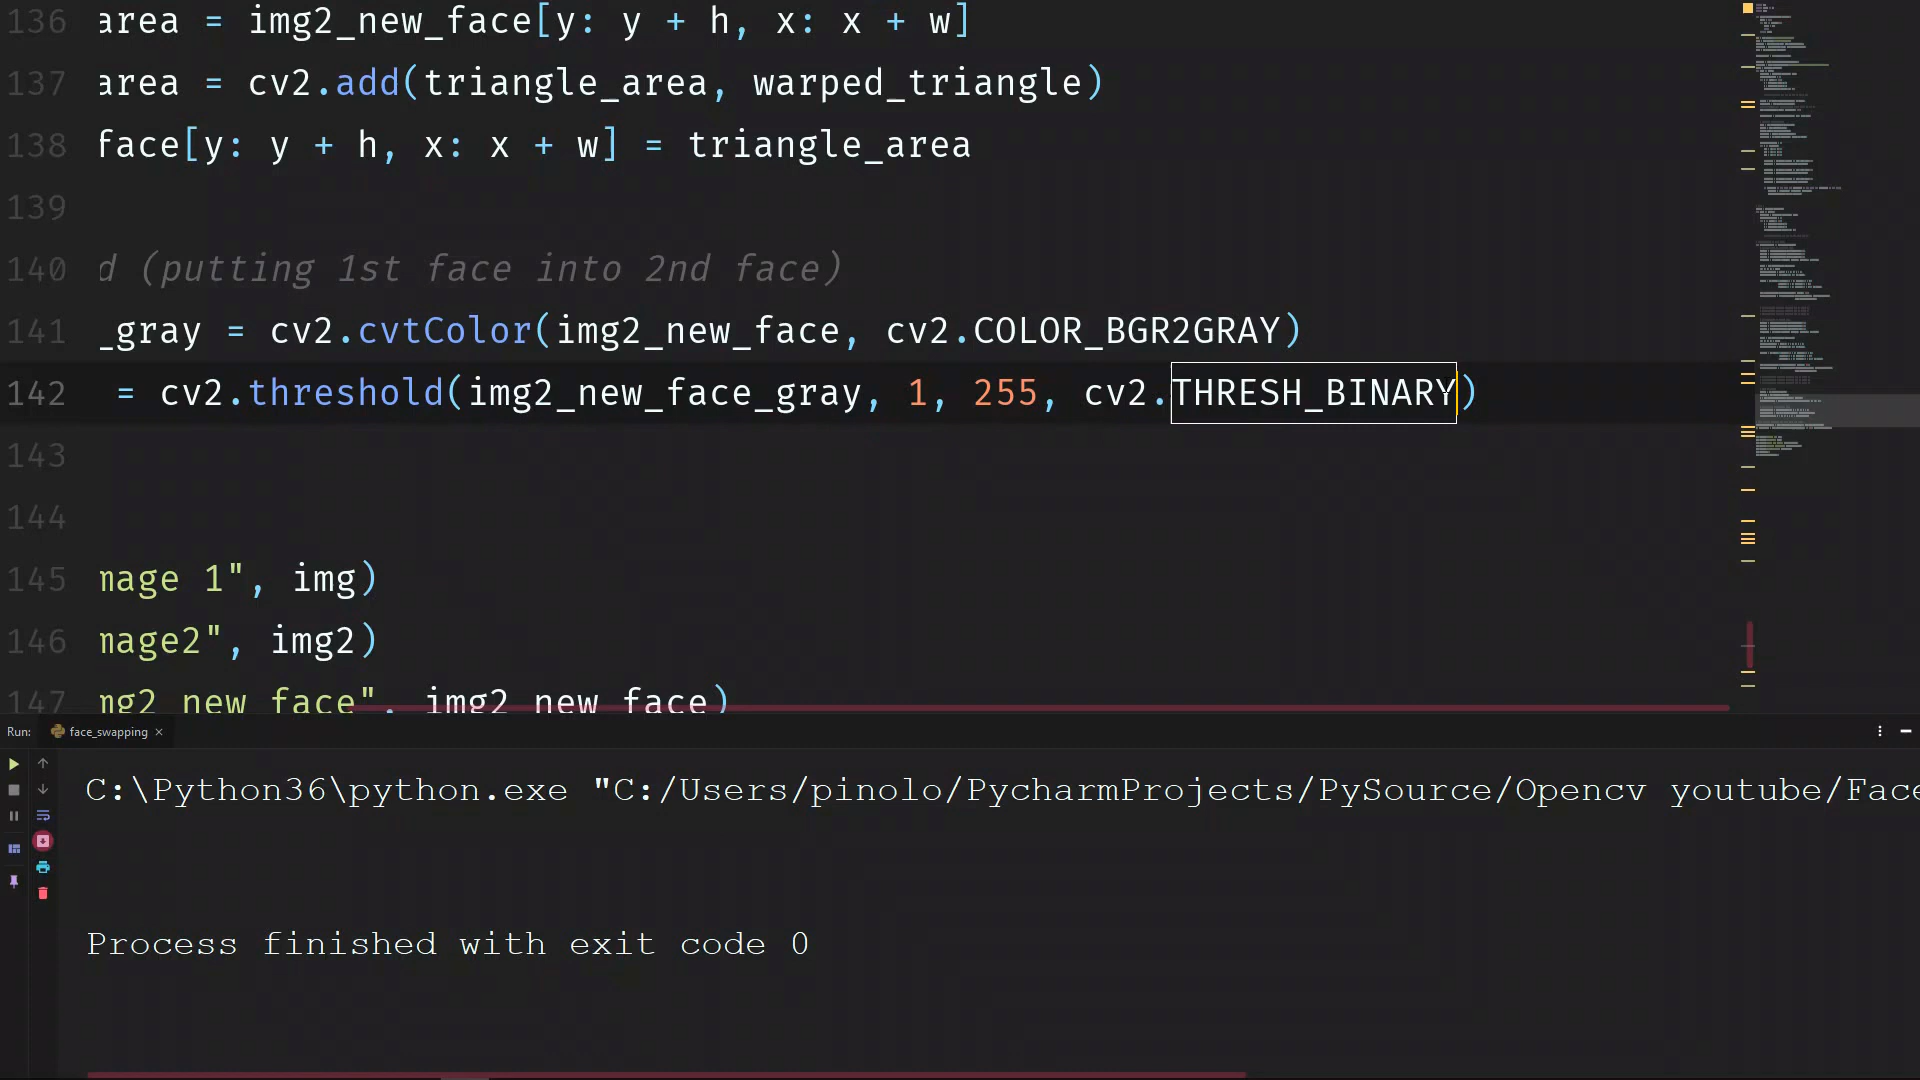 136 area = img2_new_face[y: y + h, x: x + w]
137 area = cv2.add(triangle_area, warped_triangle)
138 face[y: y + h, x: x + w] = triangle_area
139
140 d (putting 1st face into 2nd face)
141 _gray = cv2.cvtColor(img2_new_face, cv2.COLOR_BGR2GRAY)
142 = cv2.threshold(img2_new_face_gray, 1, 255, cv2.THRESH_BINARY)
143
144
145 mage 1", img)
146 mage2", img2)
147 mg2 new face", img2 new face)
Run: face_swapping ×
C:\Python36\python.exe "C:/Users/pinolo/PycharmProjects/PySource/Opencv youtube/Face
Process finished with exit code 0